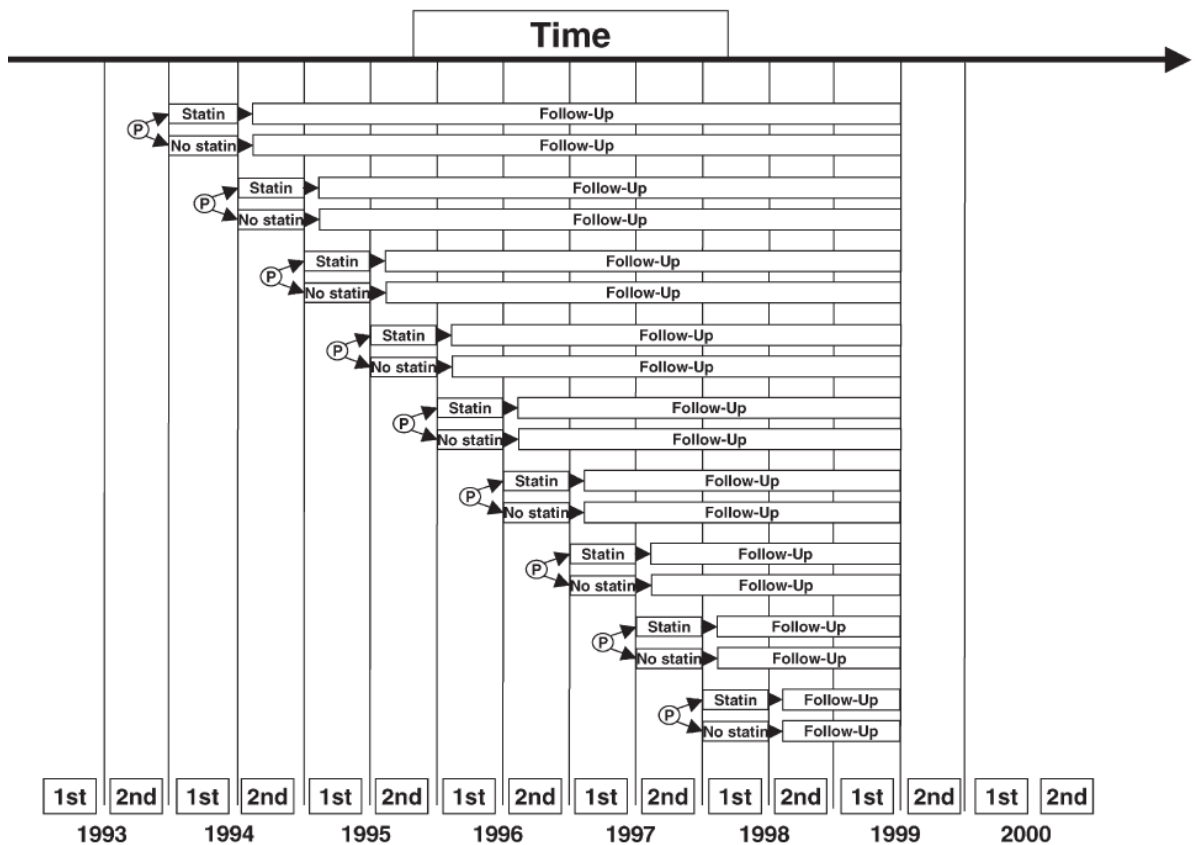 Time
Statin Follow-Up
P
No statin Follow-Up
Statin Follow-Up
P
No statin Follow-Up
Statin Follow-Up
P
No statin Follow-Up
Statin Follow-Up
P
No statin Follow-Up
Statin Follow-Up
P
No statin Follow-Up
Statin Follow-Up
P
No statin Follow-Up
Statin Follow-Up
P
No statin Follow-Up
Statin Follow-Up
P
No statin Follow-Up
Statin Follow-Up
P
No statin Follow-Up
1st 2nd 1st 2nd 1st 2nd 1st 2nd 1st 2nd 1st 2nd 1st 2nd 1st 2nd
1993 1994 1995 1996 1997 1998 1999 2000